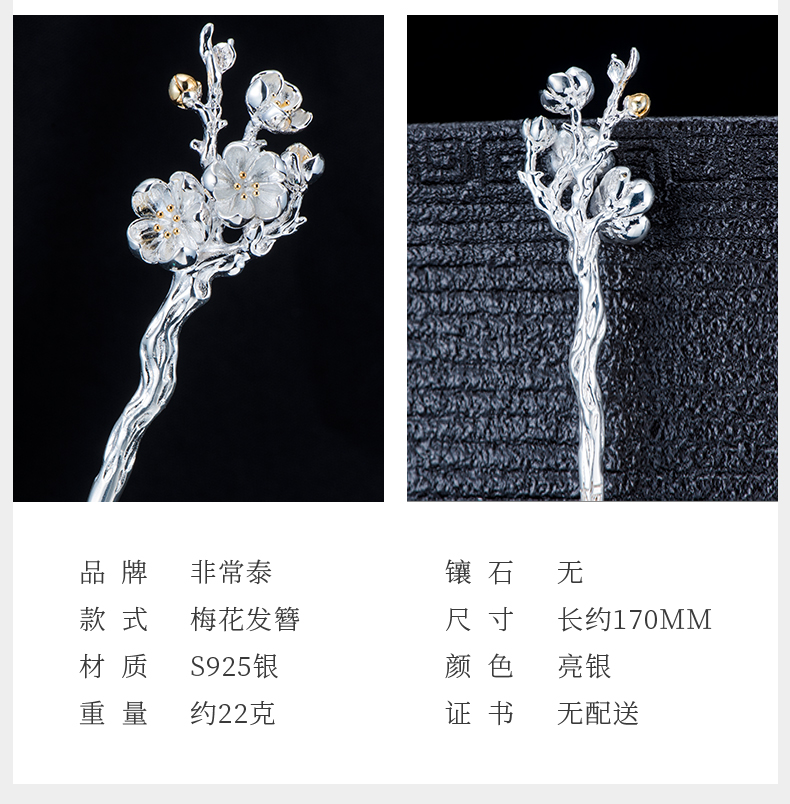 品牌 非常泰
镶石 无
款式 梅花发簪
尺寸 长约170MM
材质 S925银
颜色 亮银
重量 约22克
证书 无配送